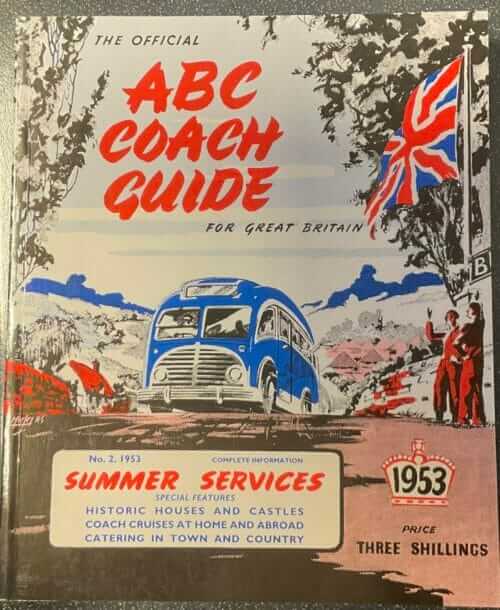 THE OFFICIAL
ABC
COACH
GUIDE
FOR GREAT BRITAIN
B
No. 2, 1953 COMPLETE INFORMATION
SUMMER SERVICES
SPECIAL FEATURES
HISTORIC HOUSES AND CASTLES
COACH CRUISES AT HOME AND ABROAD
CATERING IN TOWN AND COUNTRY
1953
PRICE
THREE SHILLINGS